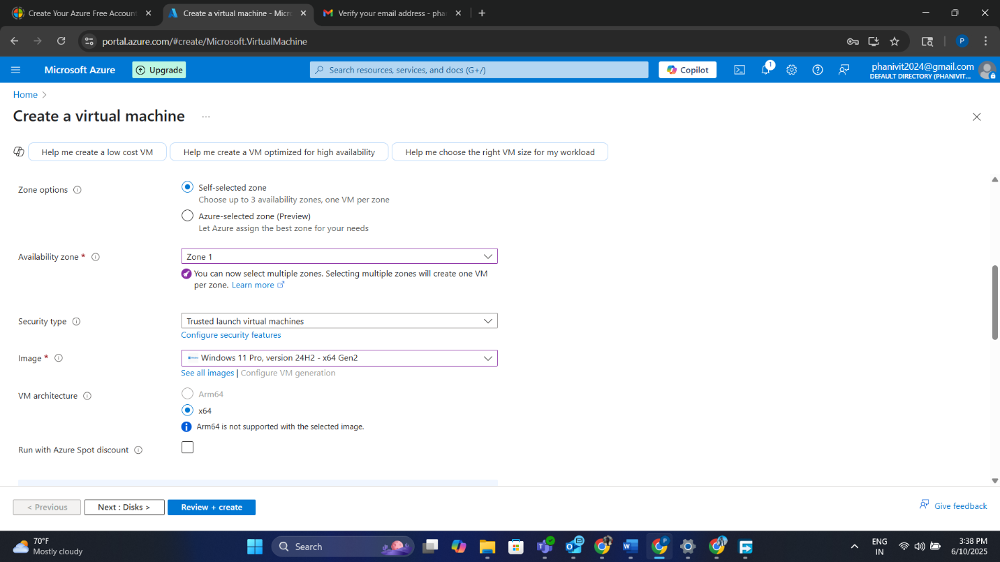 Create Your Azure Free Account
Create a virtual machine - Micro
Verify your email address - pha
portal.azure.com/#create/Microsoft.VirtualMachine
P
Microsoft Azure
Upgrade
Search resources, services, and docs (G+/)
Copilot
1
phanivit2024@gmail.com
DEFAULT DIRECTORY (PHANIVIT...
Home
Create a virtual machine
...
Help me create a low cost VM
Help me create a VM optimized for high availability
Help me choose the right VM size for my workload
Zone options
Self-selected zone
Choose up to 3 availability zones, one VM per zone
Azure-selected zone (Preview)
Let Azure assign the best zone for your needs
Availability zone *
Zone 1
You can now select multiple zones. Selecting multiple zones will create one VM
per zone. Learn more
Security type
Trusted launch virtual machines
Configure security features
Image *
Windows 11 Pro, version 24H2 - x64 Gen2
See all images | Configure VM generation
VM architecture
Arm64
x64
Arm64 is not supported with the selected image.
Run with Azure Spot discount
< Previous
Next : Disks >
Review + create
Give feedback
70°F
Mostly cloudy
Search
ENG
IN
3:38 PM
6/10/2025